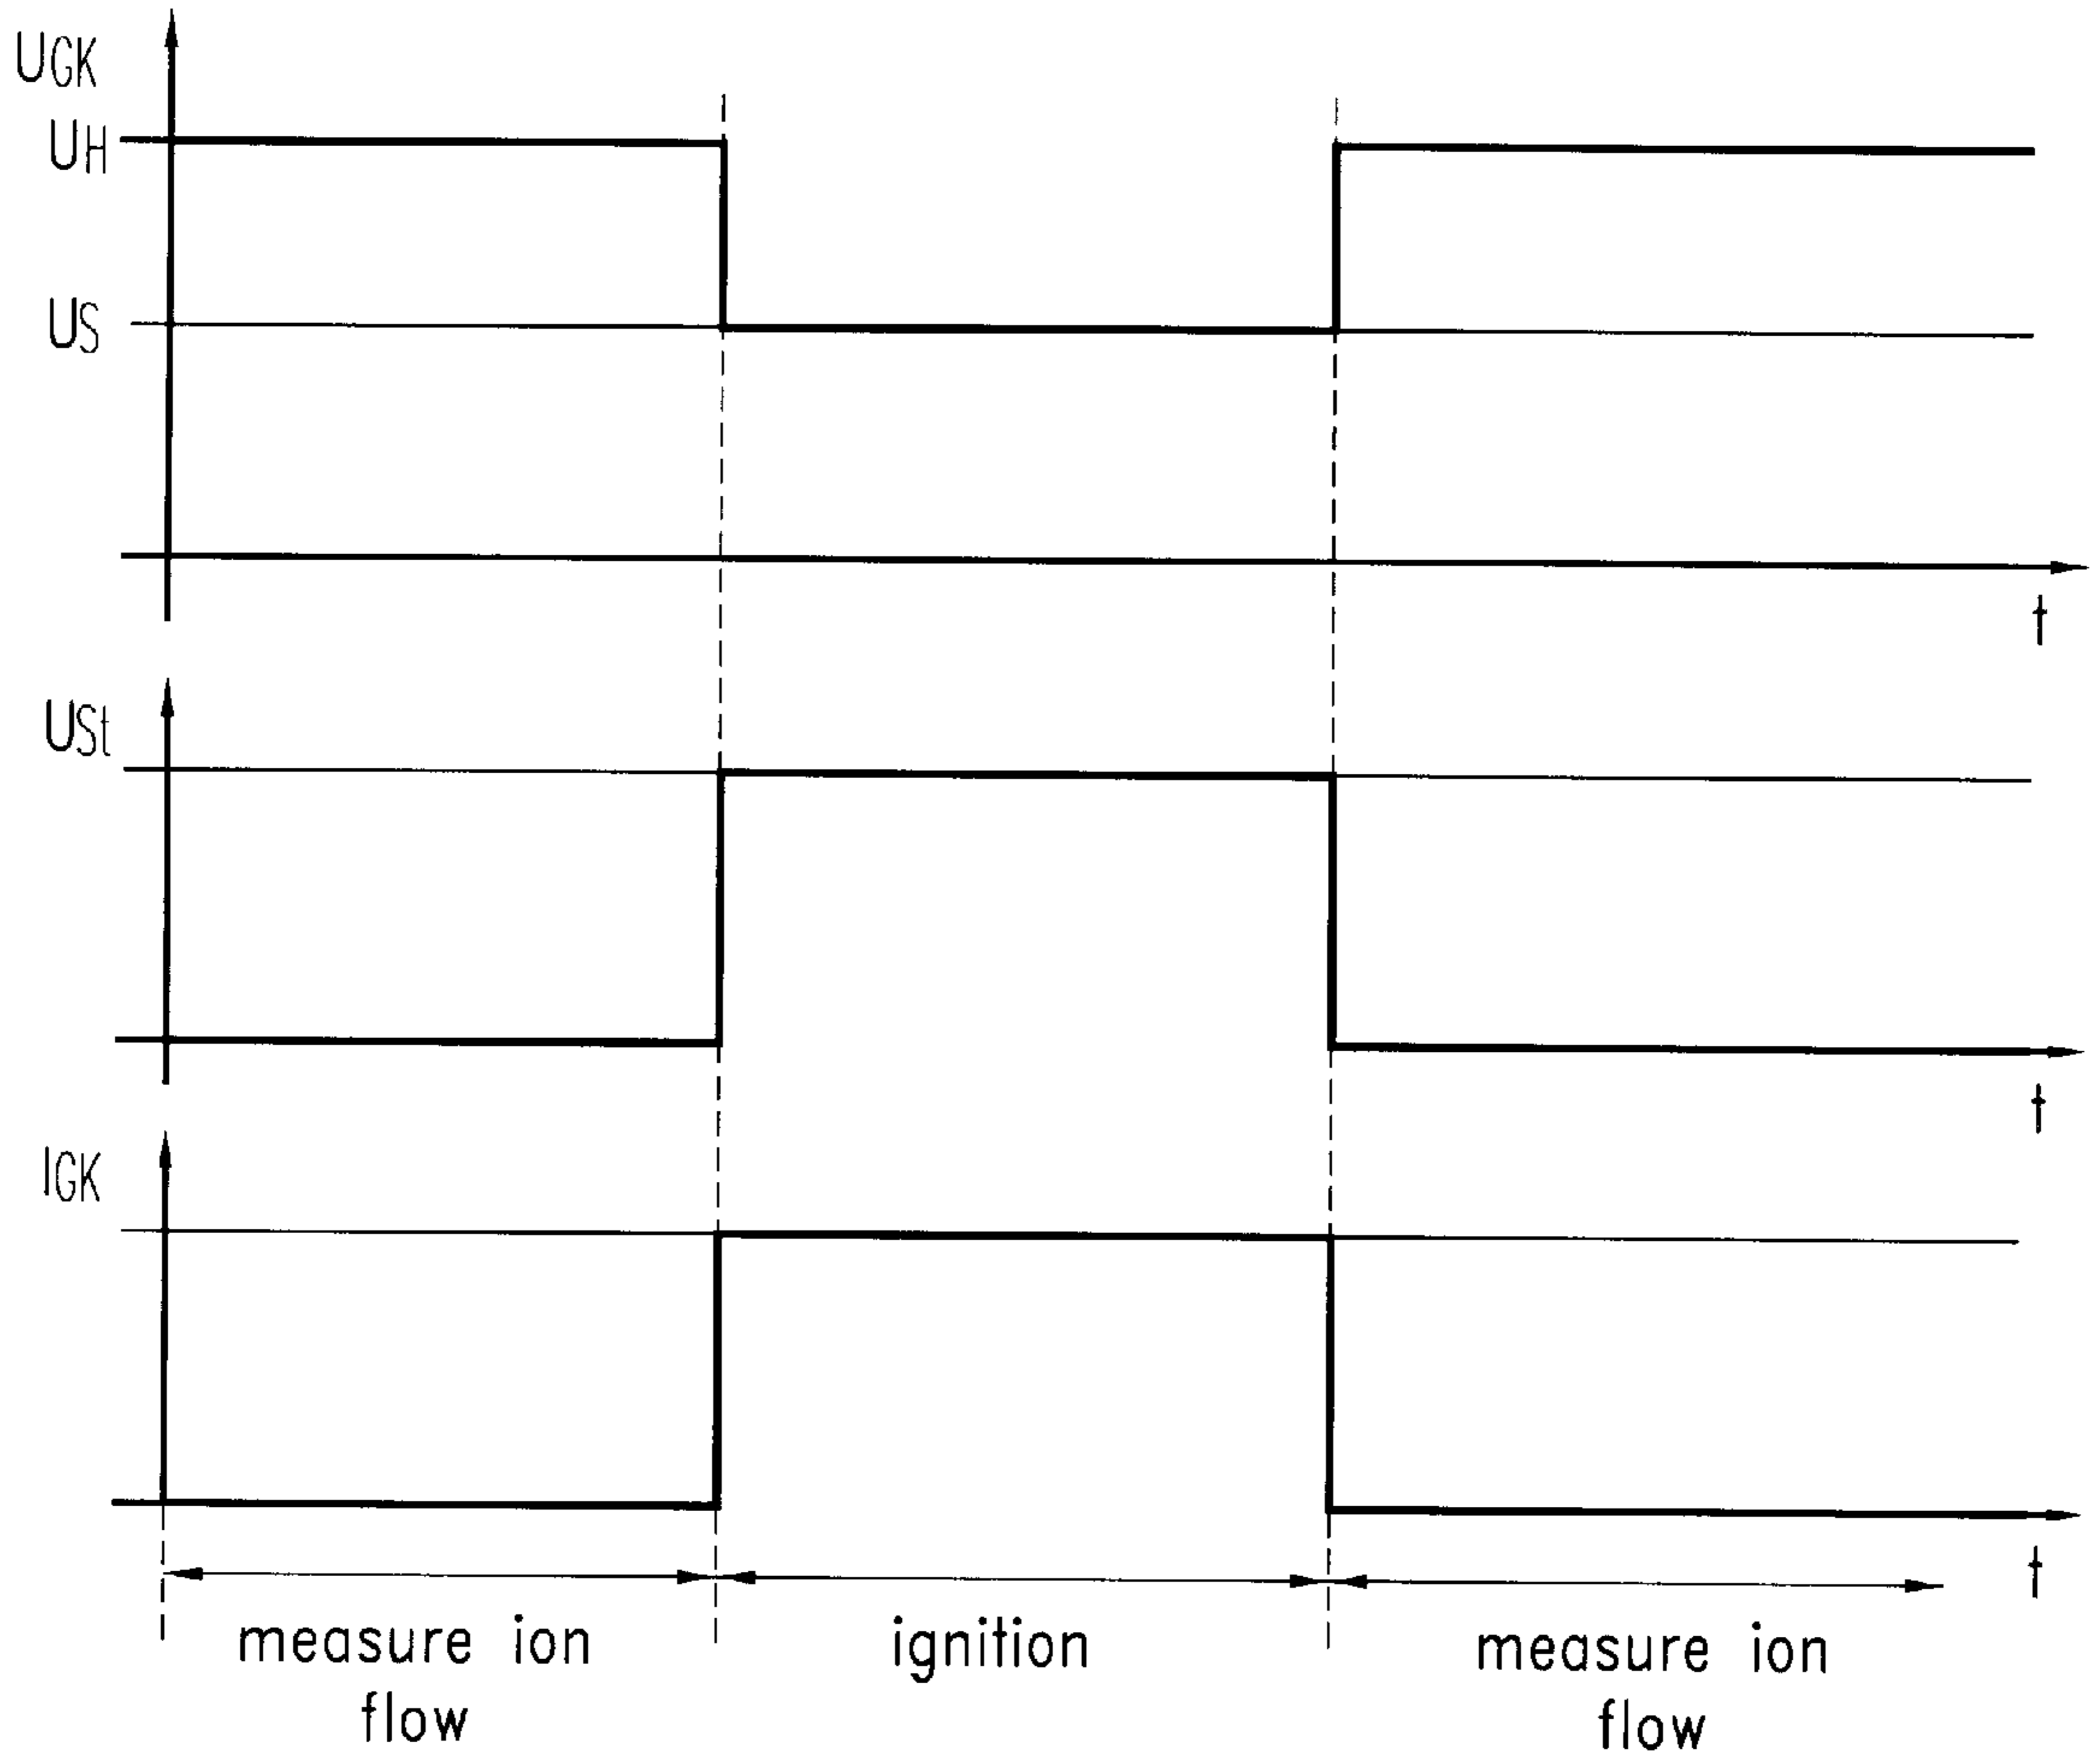 UGK
UH
US
t
USt
t
IGK
t
measure ion
flow
ignition
measure ion
flow